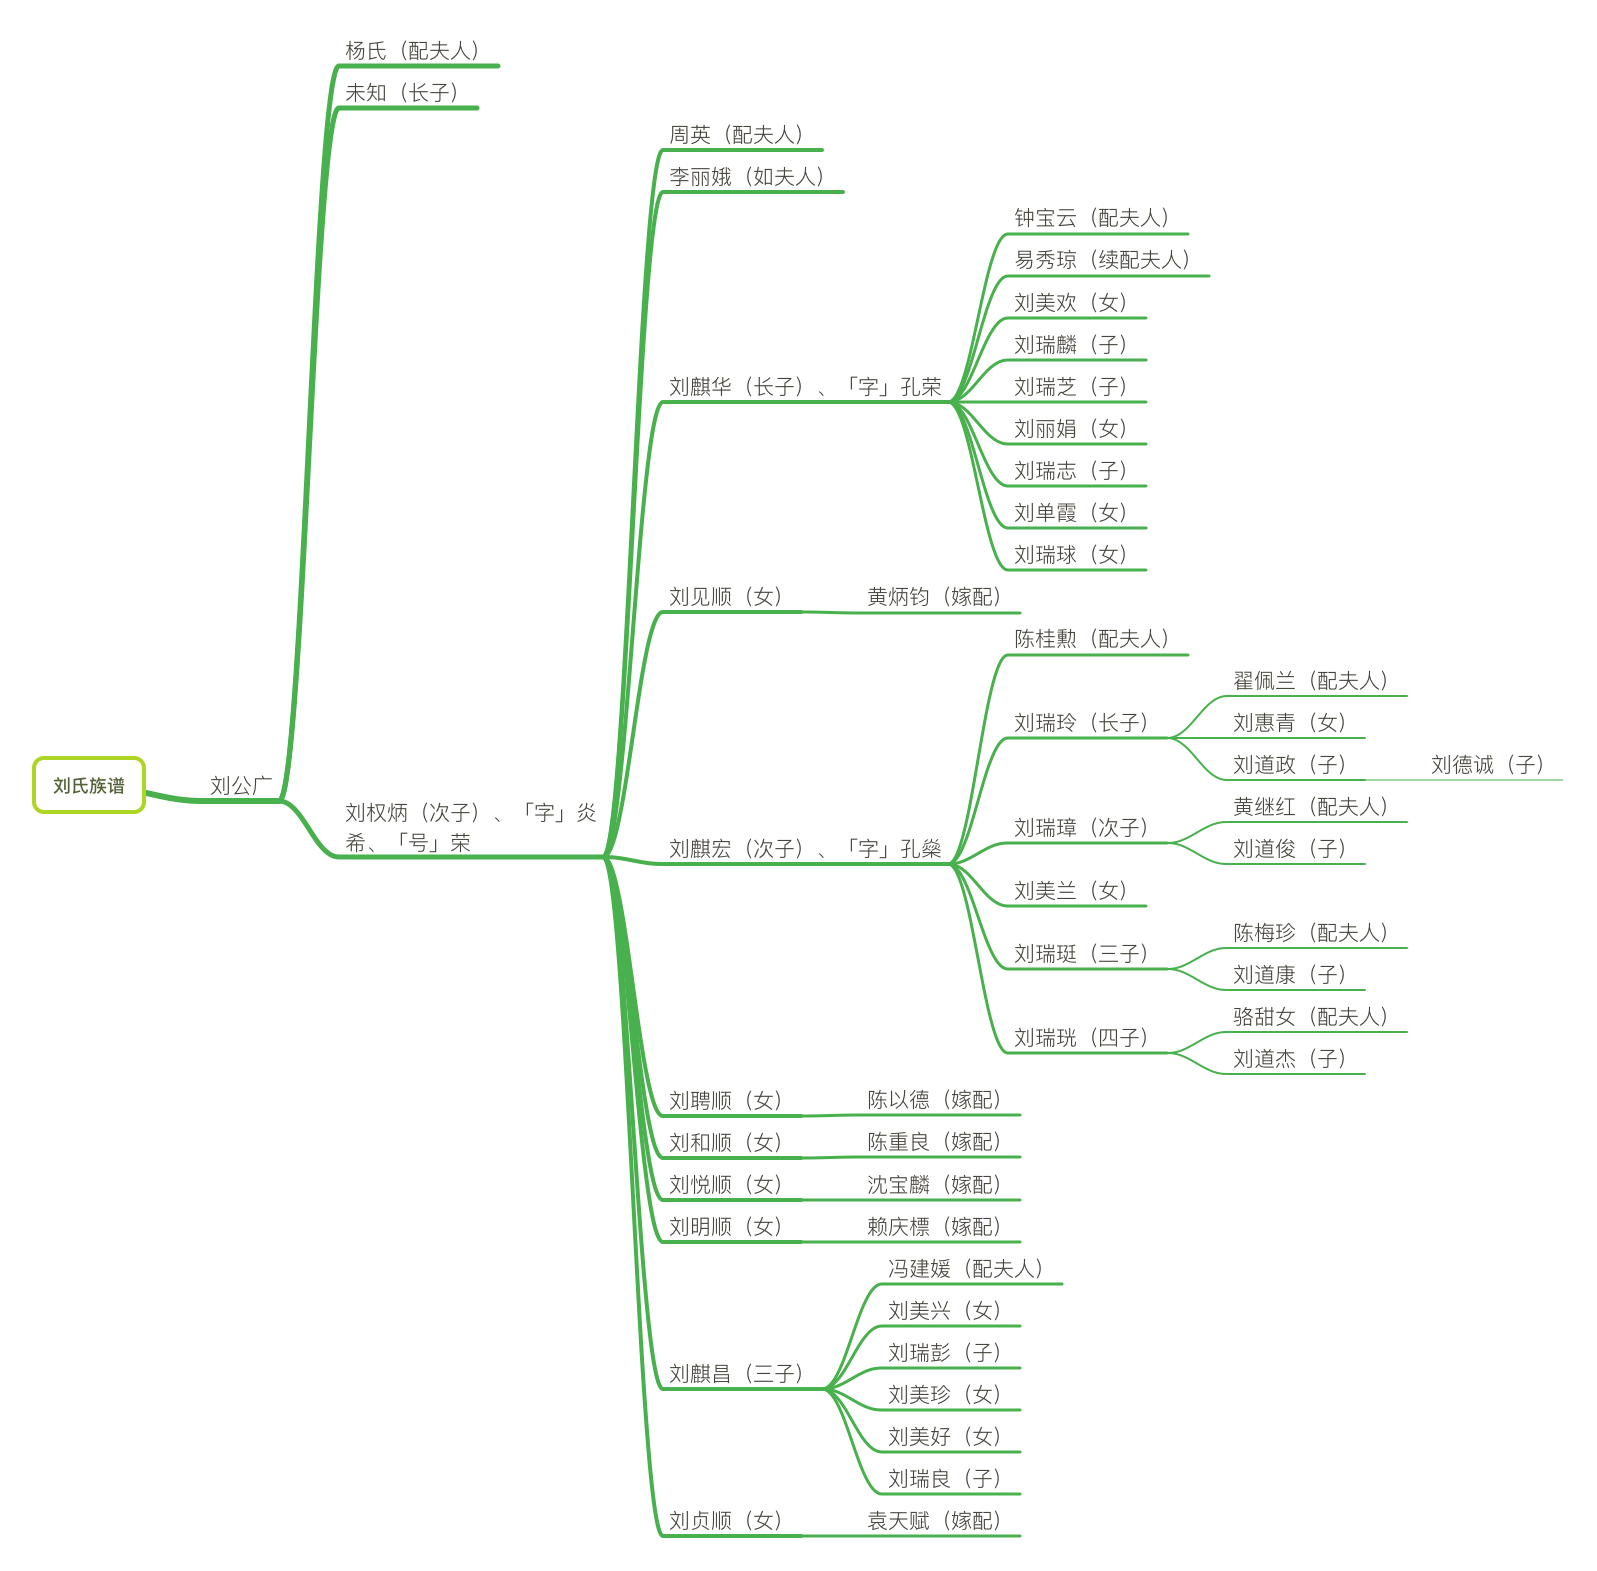 刘氏族谱
刘公广
杨氏（配夫人）
未知（长子）
刘权炳（次子）、「字」炎
希、「号」荣
周英（配夫人）
李丽娥（如夫人）
刘麒华（长子）、「字」孔荣
钟宝云（配夫人）
易秀琼（续配夫人）
刘美欢（女）
刘瑞麟（子）
刘瑞芝（子）
刘丽娟（女）
刘瑞志（子）
刘单霞（女）
刘瑞球（女）
刘见顺（女）
黄炳钧（嫁配）
刘麒宏（次子）、「字」孔燊
陈桂勲（配夫人）
刘瑞玲（长子）
翟佩兰（配夫人）
刘惠青（女）
刘道政（子）
刘德诚（子）
刘瑞璋（次子）
黄继红（配夫人）
刘道俊（子）
刘美兰（女）
刘瑞珽（三子）
陈梅珍（配夫人）
刘道康（子）
刘瑞珖（四子）
骆甜女（配夫人）
刘道杰（子）
刘聘顺（女）
陈以德（嫁配）
刘和顺（女）
陈重良（嫁配）
刘悦顺（女）
沈宝麟（嫁配）
刘明顺（女）
赖庆標（嫁配）
刘麒昌（三子）
冯建媛（配夫人）
刘美兴（女）
刘瑞彭（子）
刘美珍（女）
刘美好（女）
刘瑞良（子）
刘贞顺（女）
袁天赋（嫁配）